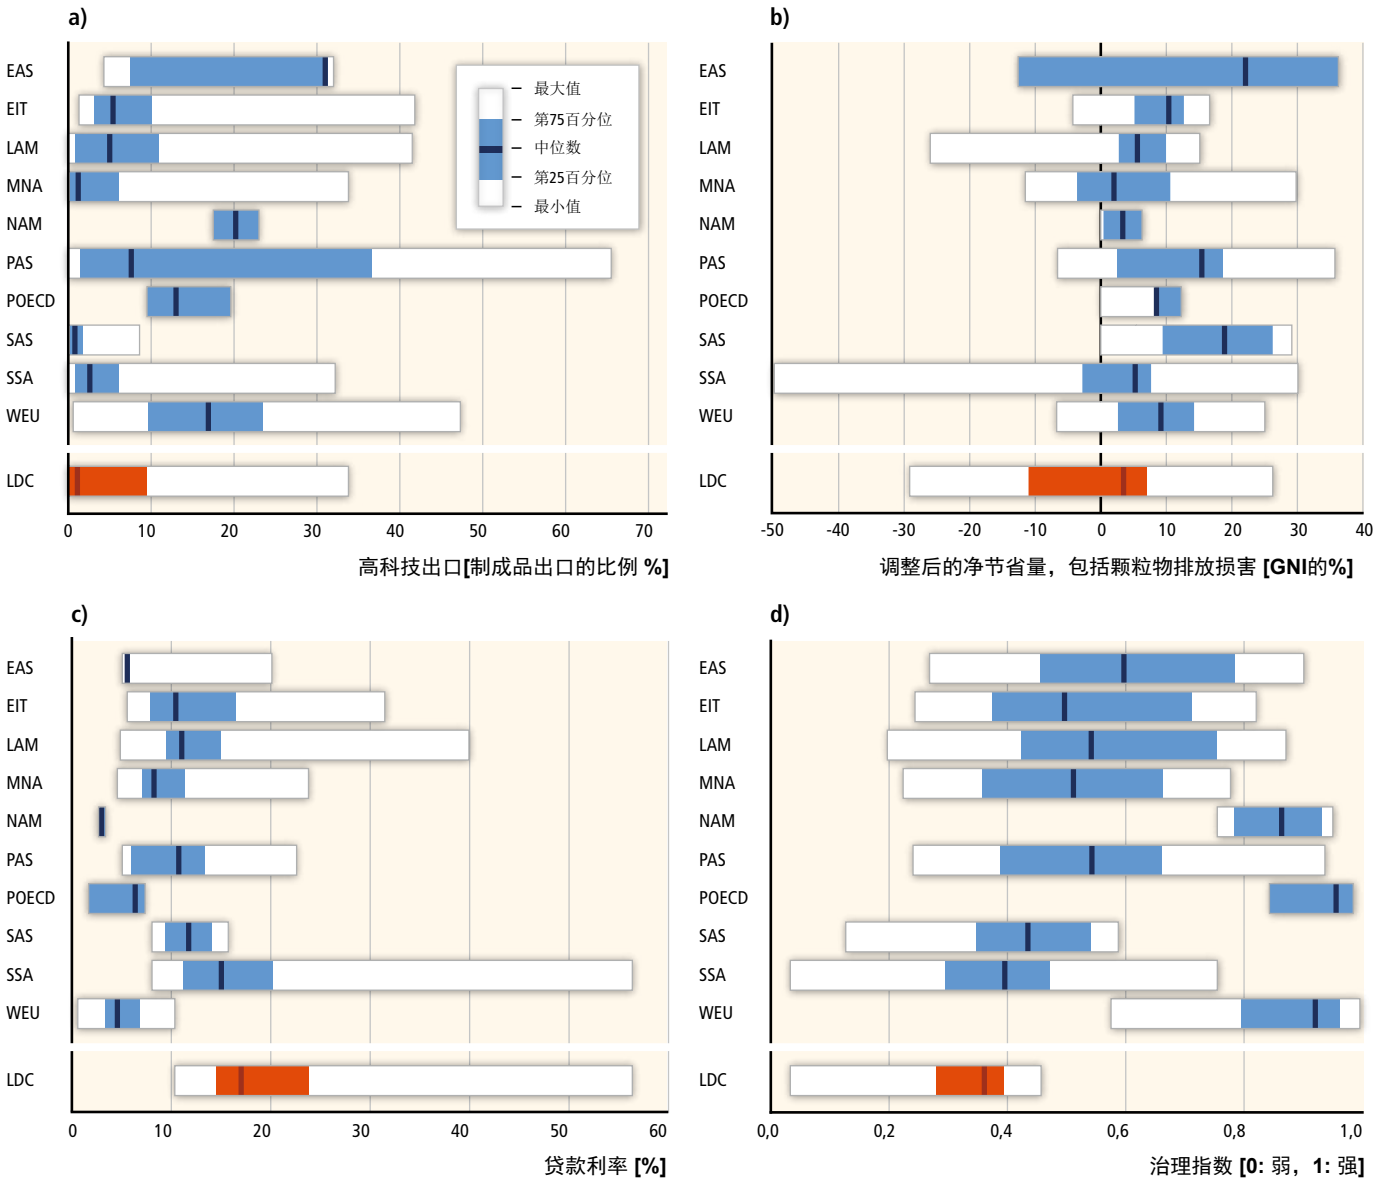 a)
EAS
EIT
LAM
MNA
NAM
PAS
POECD
SAS
SSA
WEU
LDC
最大值
第75百分位
中位数
第25百分位
最小值
0 10 20 30 40 50 60 70
高科技出口[制成品出口的比例 %]
b)
EAS
EIT
LAM
MNA
NAM
PAS
POECD
SAS
SSA
WEU
LDC
-50 -40 -30 -20 -10 0 10 20 30 40
调整后的净节省量，包括颗粒物排放损害 [GNI的%]
c)
EAS
EIT
LAM
MNA
NAM
PAS
POECD
SAS
SSA
WEU
LDC
0 10 20 30 40 50 60
贷款利率 [%]
d)
EAS
EIT
LAM
MNA
NAM
PAS
POECD
SAS
SSA
WEU
LDC
0,0 0,2 0,4 0,6 0,8 1,0
治理指数 [0: 弱，1: 强]